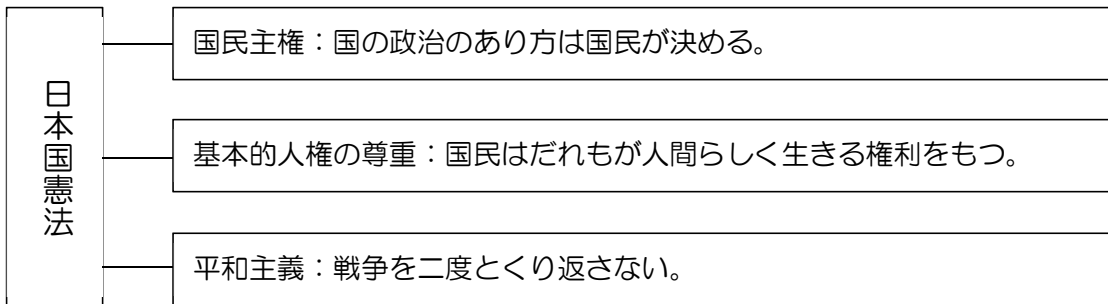 日本国憲法
国民主権：国の政治のあり方は国民が決める。
基本的人権の尊重：国民はだれもが人間らしく生きる権利をもつ。
平和主義：戦争を二度とくり返さない。